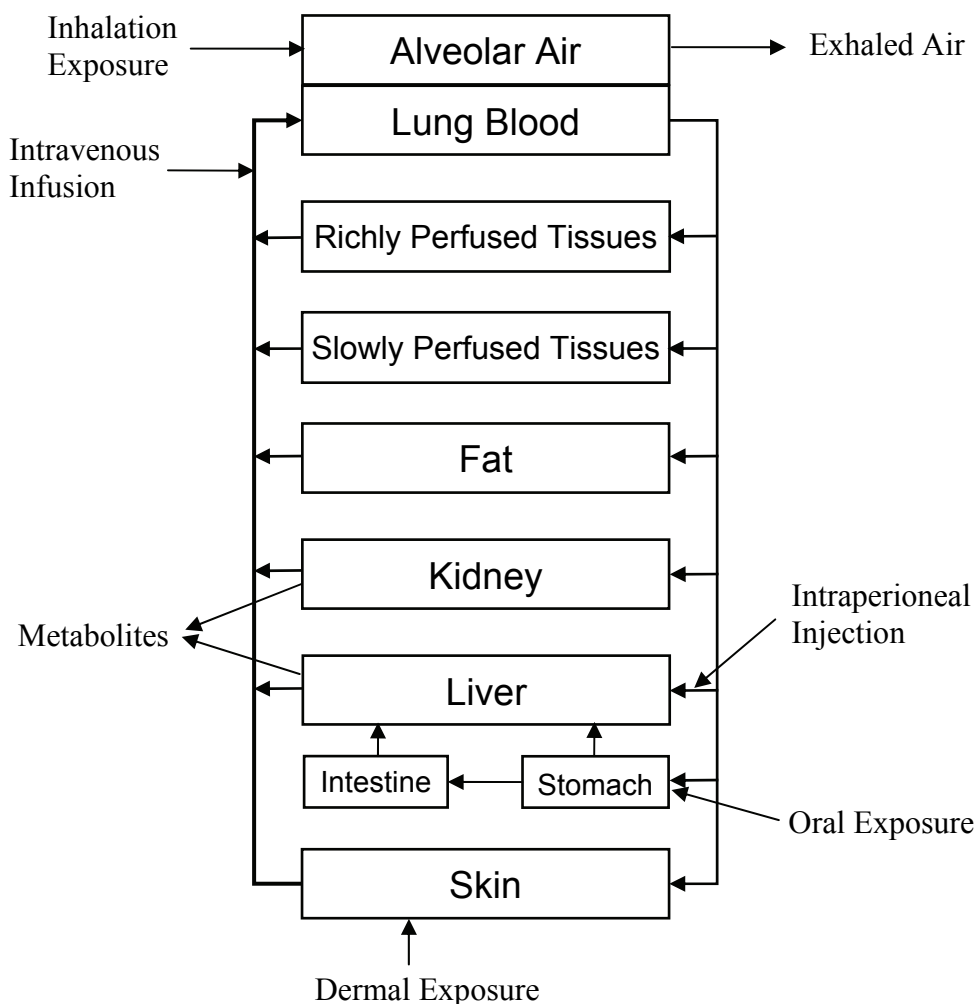 Inhalation
Exposure
Alveolar Air
Exhaled Air
Lung Blood
Intravenous
Infusion
Richly Perfused Tissues
Slowly Perfused Tissues
Fat
Kidney
Intraperioneal
Injection
Metabolites
Liver
Intestine
Stomach
Oral Exposure
Skin
Dermal Exposure